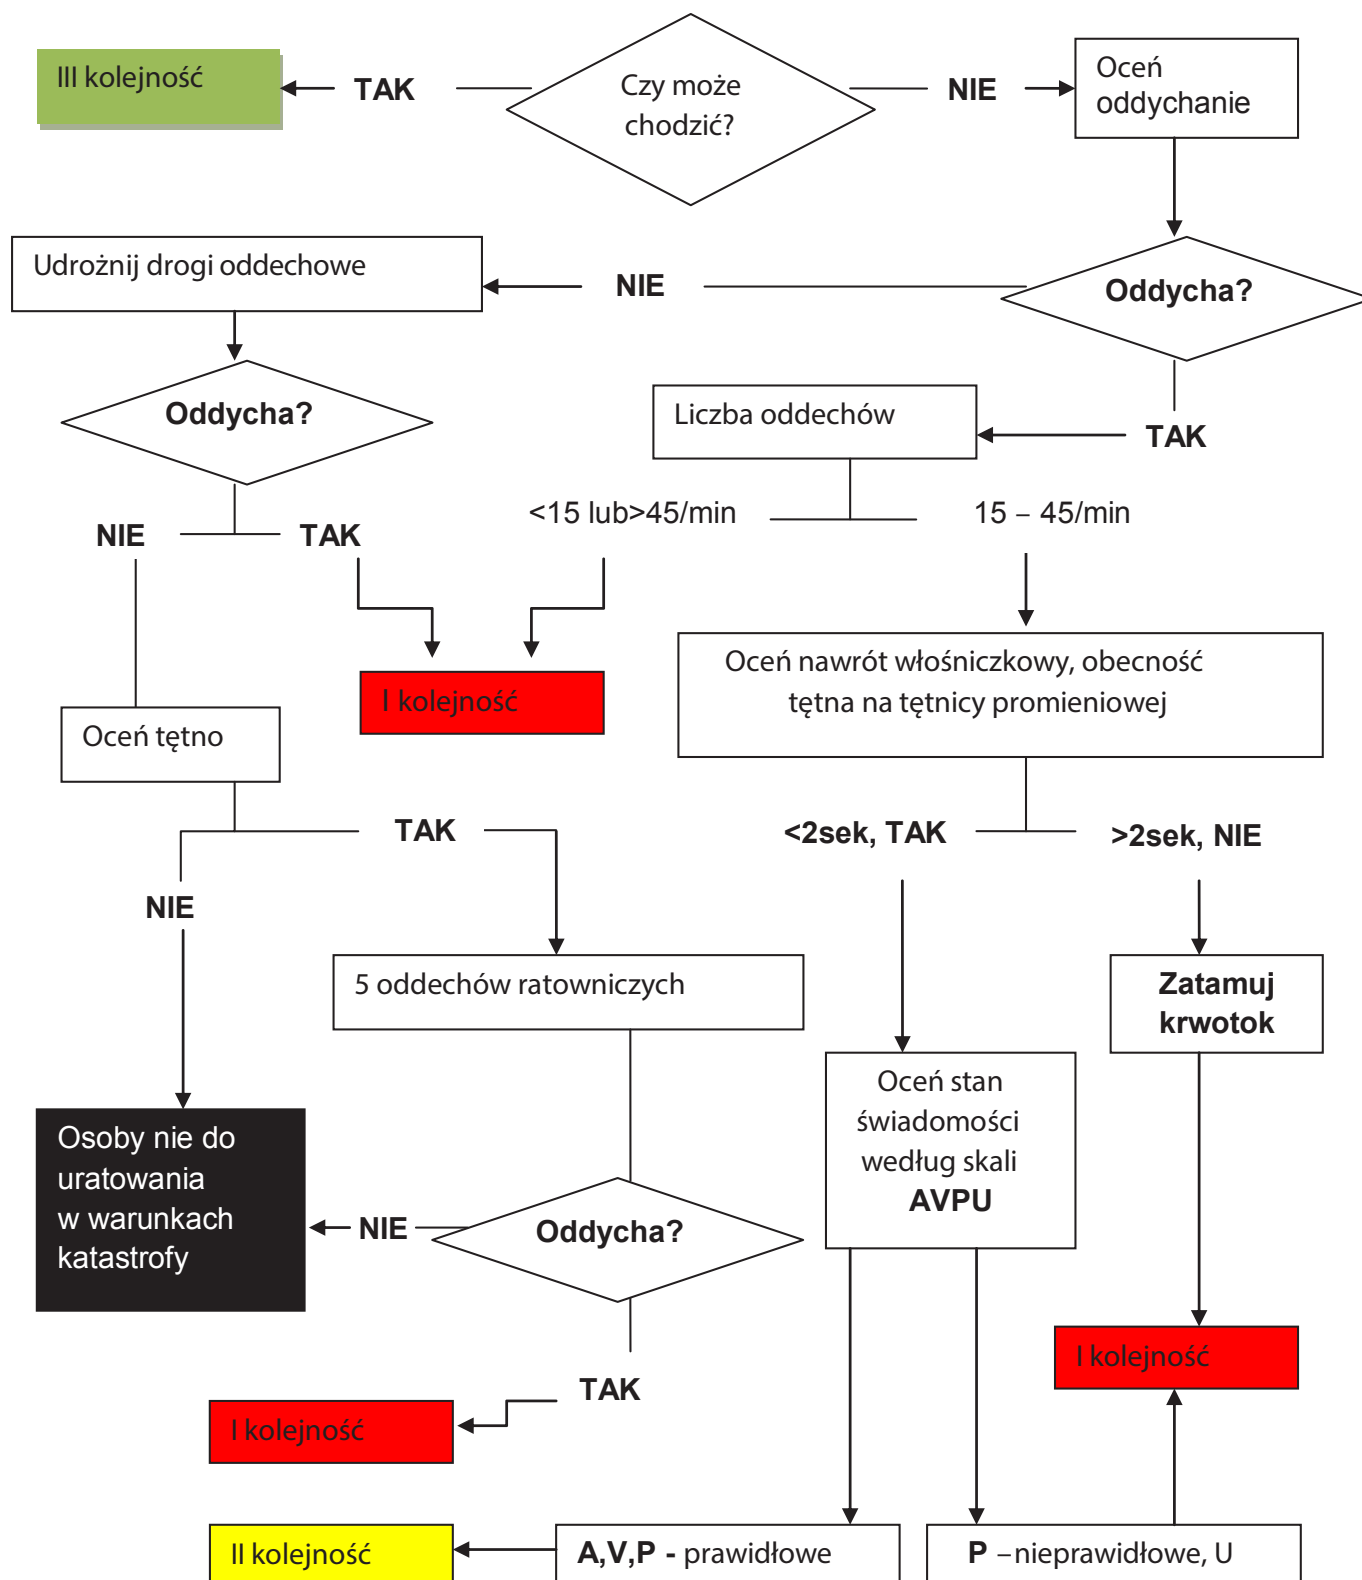 III kolejność
TAK
Czy może
chodzić?
NIE
Oceń
oddychanie
Udrożnij drogi oddechowe
NIE
Oddycha?
Oddycha?
Liczba oddechów
TAK
NIE
TAK
<15 lub>45/min
15 – 45/min
I kolejność
Oceń nawrót włośniczkowy, obecność
tętna na tętnicy promieniowej
Oceń tętno
TAK
<2sek, TAK
>2sek, NIE
NIE
5 oddechów ratowniczych
Zatamuj
krwotok
Oceń stan
świadomości
według skali
AVPU
Osoby nie do
uratowania
w warunkach
katastrofy
NIE
Oddycha?
I kolejność
TAK
I kolejność
II kolejność
A,V,P - prawidłowe
P –nieprawidłowe, U